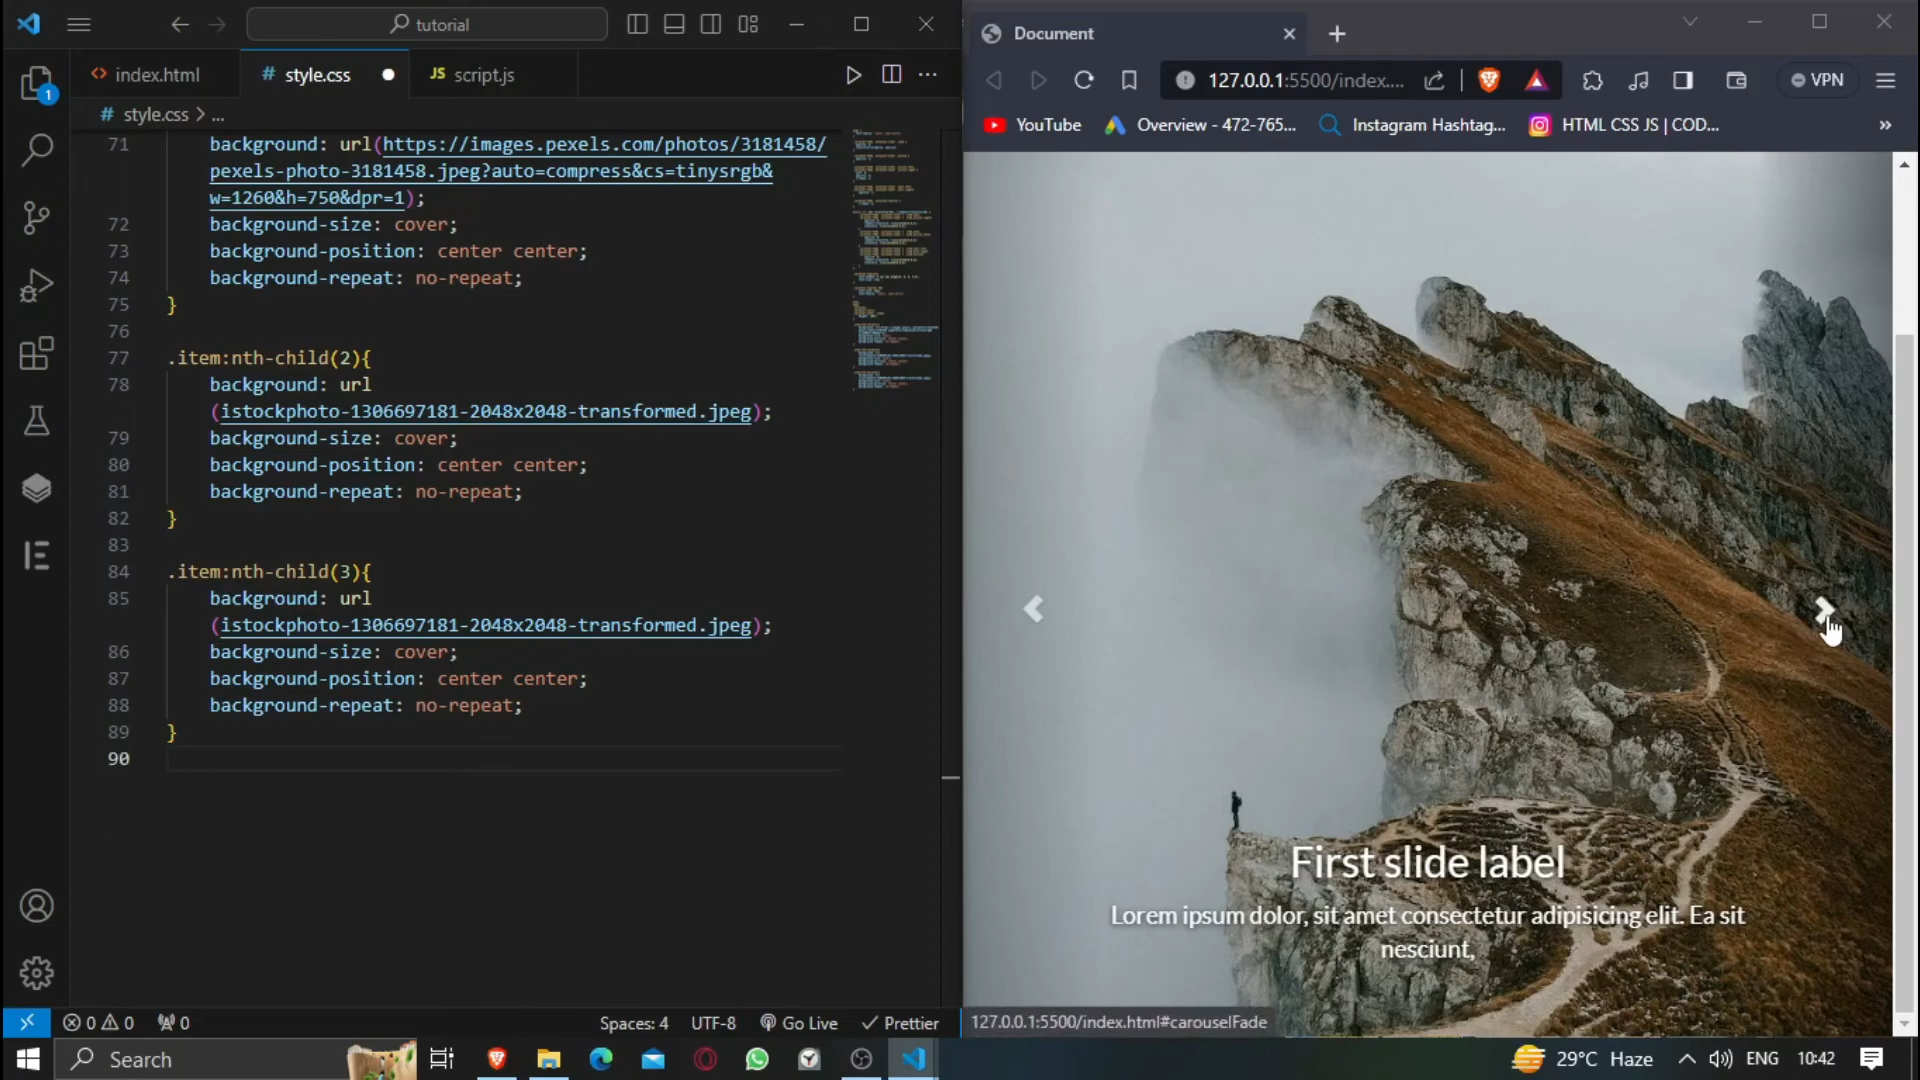 tutorial
index.html
# style.css
JS script.js
# style.css > ...
71 background: url(https://images.pexels.com/photos/3181458/
pexels-photo-3181458.jpeg?auto=compress&cs=tinysrgb&
w=1260&h=750&dpr=1);
72 background-size: cover;
73 background-position: center center;
74 background-repeat: no-repeat;
75 }
76
77 .item:nth-child(2){
78 background: url
(istockphoto-1306697181-2048x2048-transformed.jpeg);
79 background-size: cover;
80 background-position: center center;
81 background-repeat: no-repeat;
82 }
83
84 .item:nth-child(3){
85 background: url
(istockphoto-1306697181-2048x2048-transformed.jpeg);
86 background-size: cover;
87 background-position: center center;
88 background-repeat: no-repeat;
89 }
90
1
0 0 0 Spaces: 4 UTF-8 Go Live Prettier
Document
127.0.0.1:5500/index.... VPN
YouTube Overview - 472-765... Instagram Hashtag... HTML CSS JS | COD... »
First slide label
Lorem ipsum dolor, sit amet consectetur adipisicing elit. Ea sit
nesciunt,
127.0.0.1:5500/index.html#carouselFade
Search 29°C Haze ENG 10:42